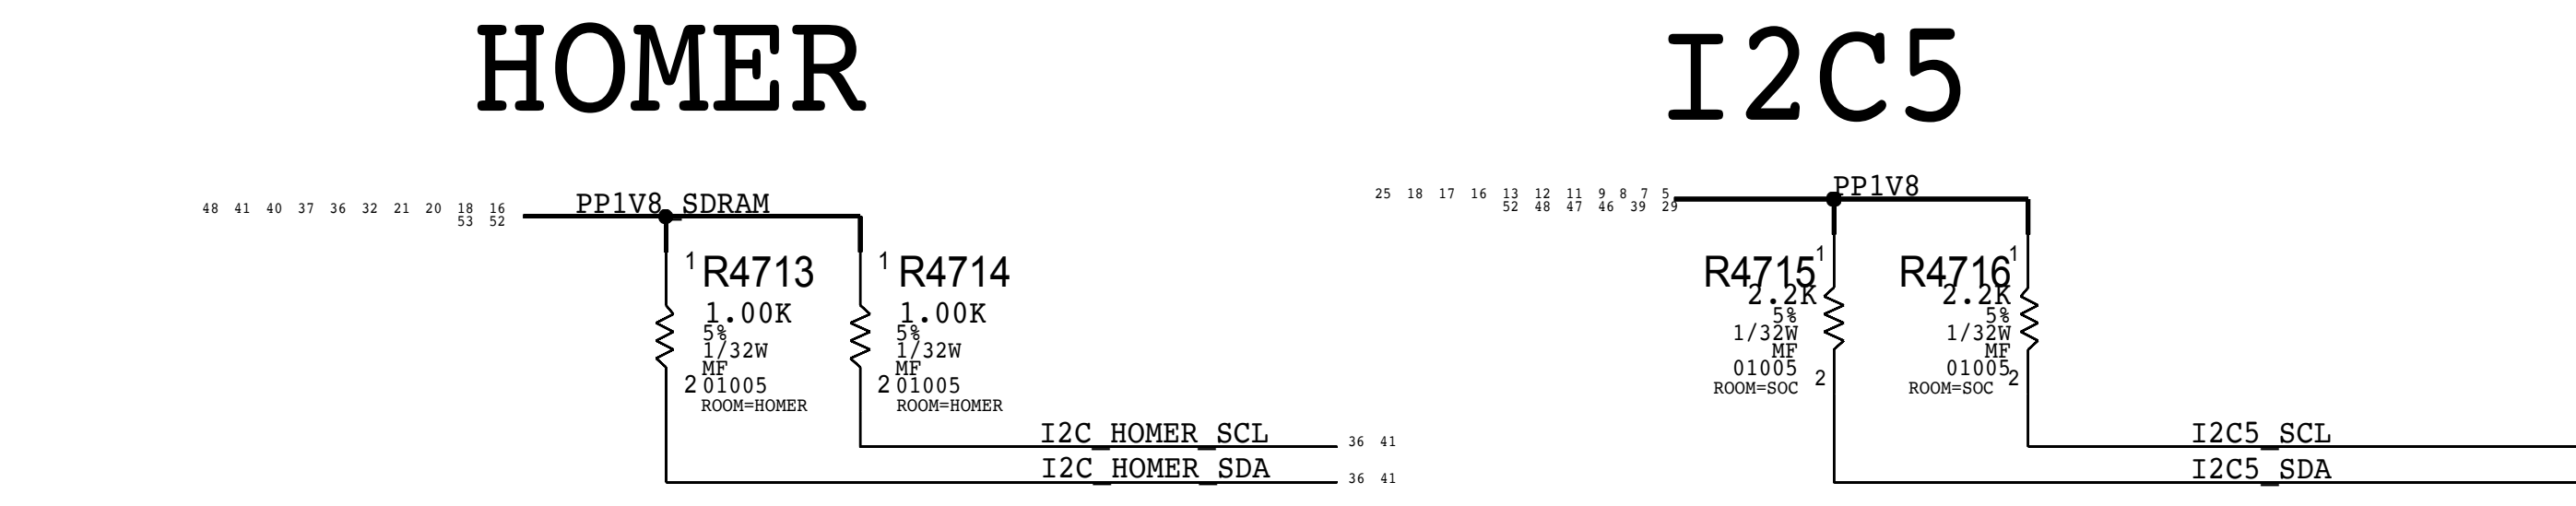 HOMER
I2C5
PP1V8_SDRAM
48 41 40 37 36 32 21 20 18 16
53 52
1 R4713
1.00K
5%
1/32W
MF
2 01005
ROOM=HOMER
1 R4714
1.00K
5%
1/32W
MF
2 01005
ROOM=HOMER
I2C_HOMER_SCL 36 41
I2C_HOMER_SDA 36 41
PP1V8
25 18 17 16 13 12 11 9 8 7 5
52 48 47 46 39 29
R4715 1
2.2K
5%
1/32W
MF
01005 2
ROOM=SOC
R4716 1
2.2K
5%
1/32W
MF
01005 2
ROOM=SOC
I2C5_SCL
I2C5_SDA